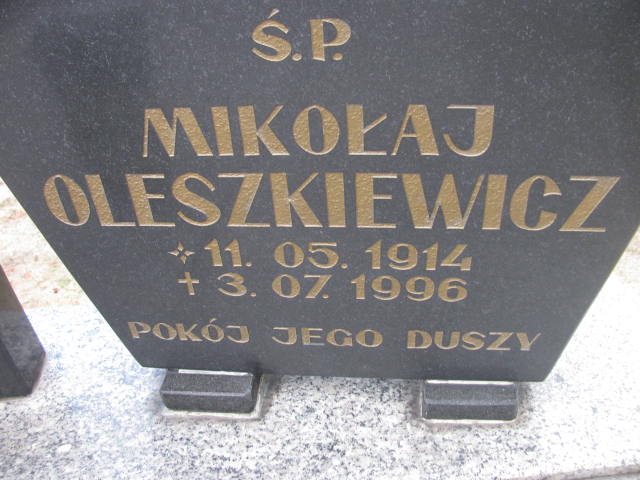 Ś.P.
MIKOŁAJ
OLESZKIEWICZ
✧ 11. 05. 1914
✝ 3. 07. 1996
POKÓJ JEGO DUSZY